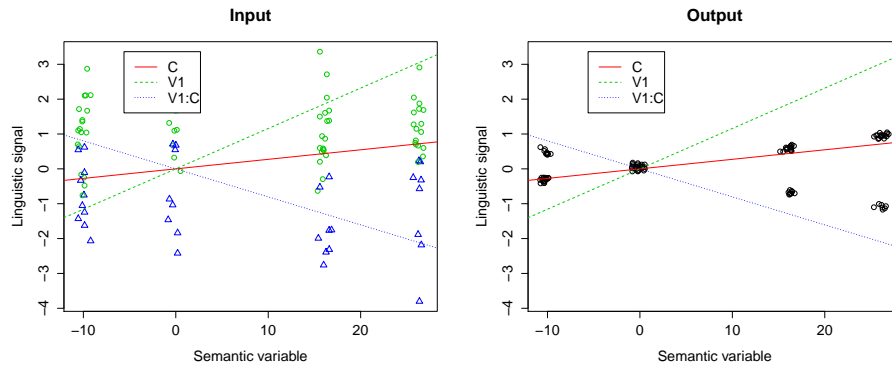 Input
C
V1
V1:C
3
2
1
0
−1
−2
−3
−4
Linguistic signal
−10
0
10
20
Semantic variable
Output
C
V1
V1:C
3
2
1
0
−1
−2
−3
−4
Linguistic signal
−10
0
10
20
Semantic variable